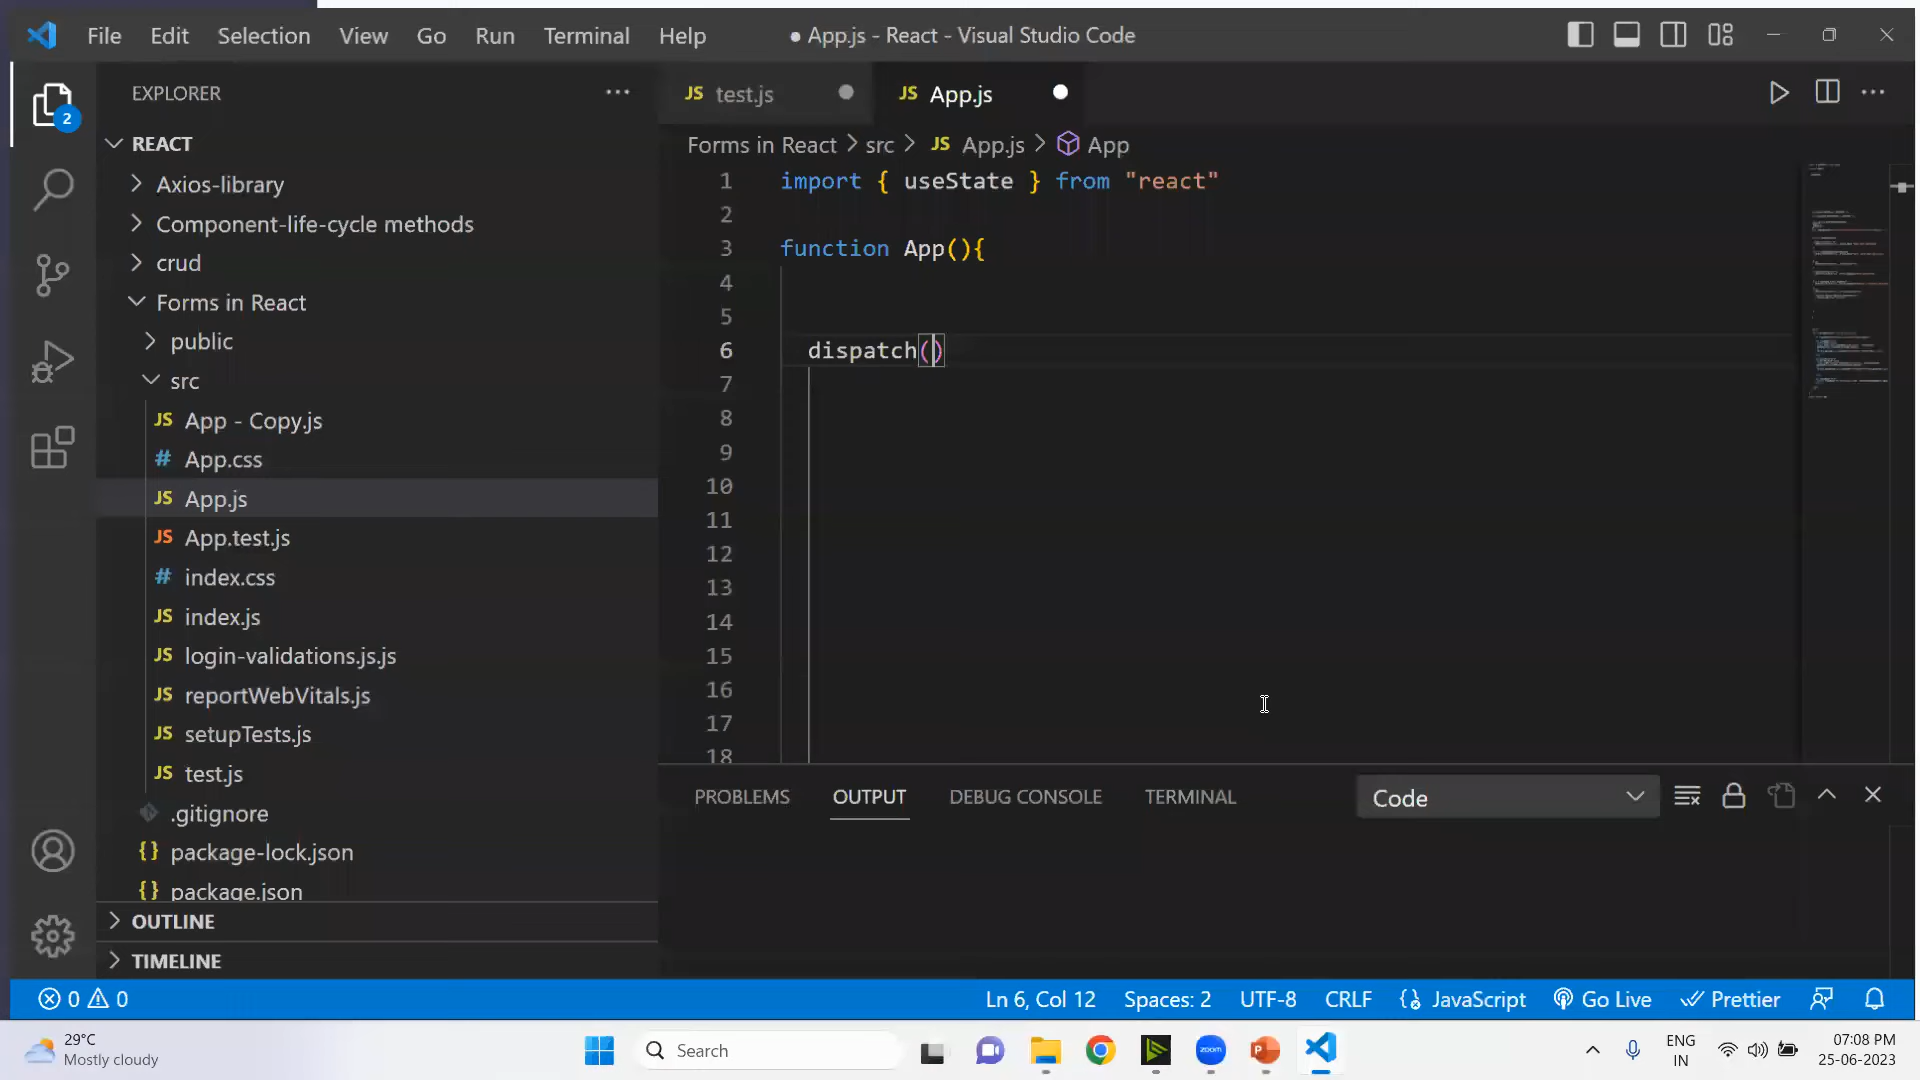 File Edit Selection View Go Run Terminal Help ● App.js - React - Visual Studio Code
EXPLORER ···
2
REACT
Axios-library
Component-life-cycle methods
crud
Forms in React
public
src
JS App - Copy.js
# App.css
JS App.js
JS App.test.js
# index.css
JS index.js
JS login-validations.js.js
JS reportWebVitals.js
JS setupTests.js
JS test.js
.gitignore
{} package-lock.json
{} package.json
OUTLINE
TIMELINE
JS test.js JS App.js
Forms in React > src > JS App.js > App
1 import { useState } from "react"
2
3 function App(){
4
5
6 dispatch()
7
8
9
10
11
12
13
14
15
16
17
18
PROBLEMS OUTPUT DEBUG CONSOLE TERMINAL Code
0 0 Ln 6, Col 12 Spaces: 2 UTF-8 CRLF JavaScript Go Live Prettier
29°C
Mostly cloudy
Search
zoom
ENG
IN
07:08 PM
25-06-2023